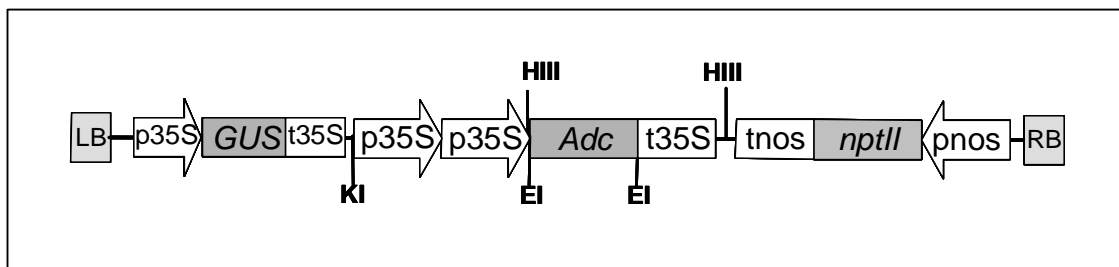 HIII HIII
LB p35S GUS t35S p35S p35S Adc t35S tnos nptII pnos RB
KI EI EI